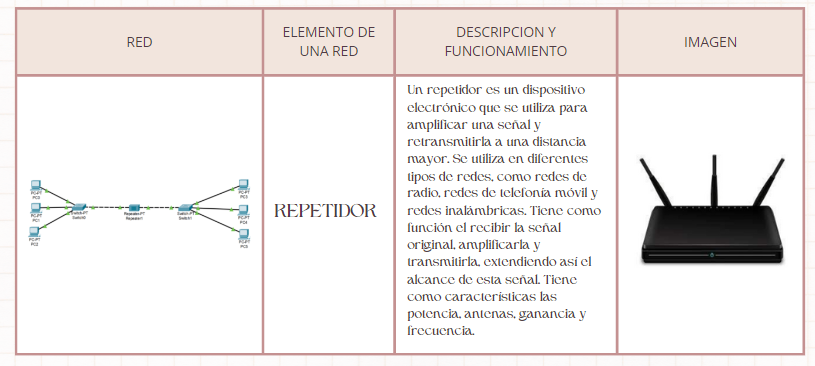 RED
ELEMENTO DE
UNA RED
DESCRIPCION Y
FUNCIONAMIENTO
IMAGEN
PC-PT
PC0
PC-PT
PC1
PC-PT
PC2
Switch-PT
Switch0
Repeater-PT
Repeater1
Switch-PT
Switch1
PC-PT
PC3
PC-PT
PC4
PC-PT
PC5
REPETIDOR
Un repetidor es un dispositivo
electrónico que se utiliza para
amplificar una señal y
retransmitirla a una distancia
mayor. Se utiliza en diferentes
tipos de redes, como redes de
radio, redes de telefonía móvil y
redes inalámbricas. Tiene como
función el recibir la señal
original, amplificarla y
transmitirla, extendiendo así el
alcance de esta señal. Tiene
como características las
potencia, antenas, ganancia y
frecuencia.